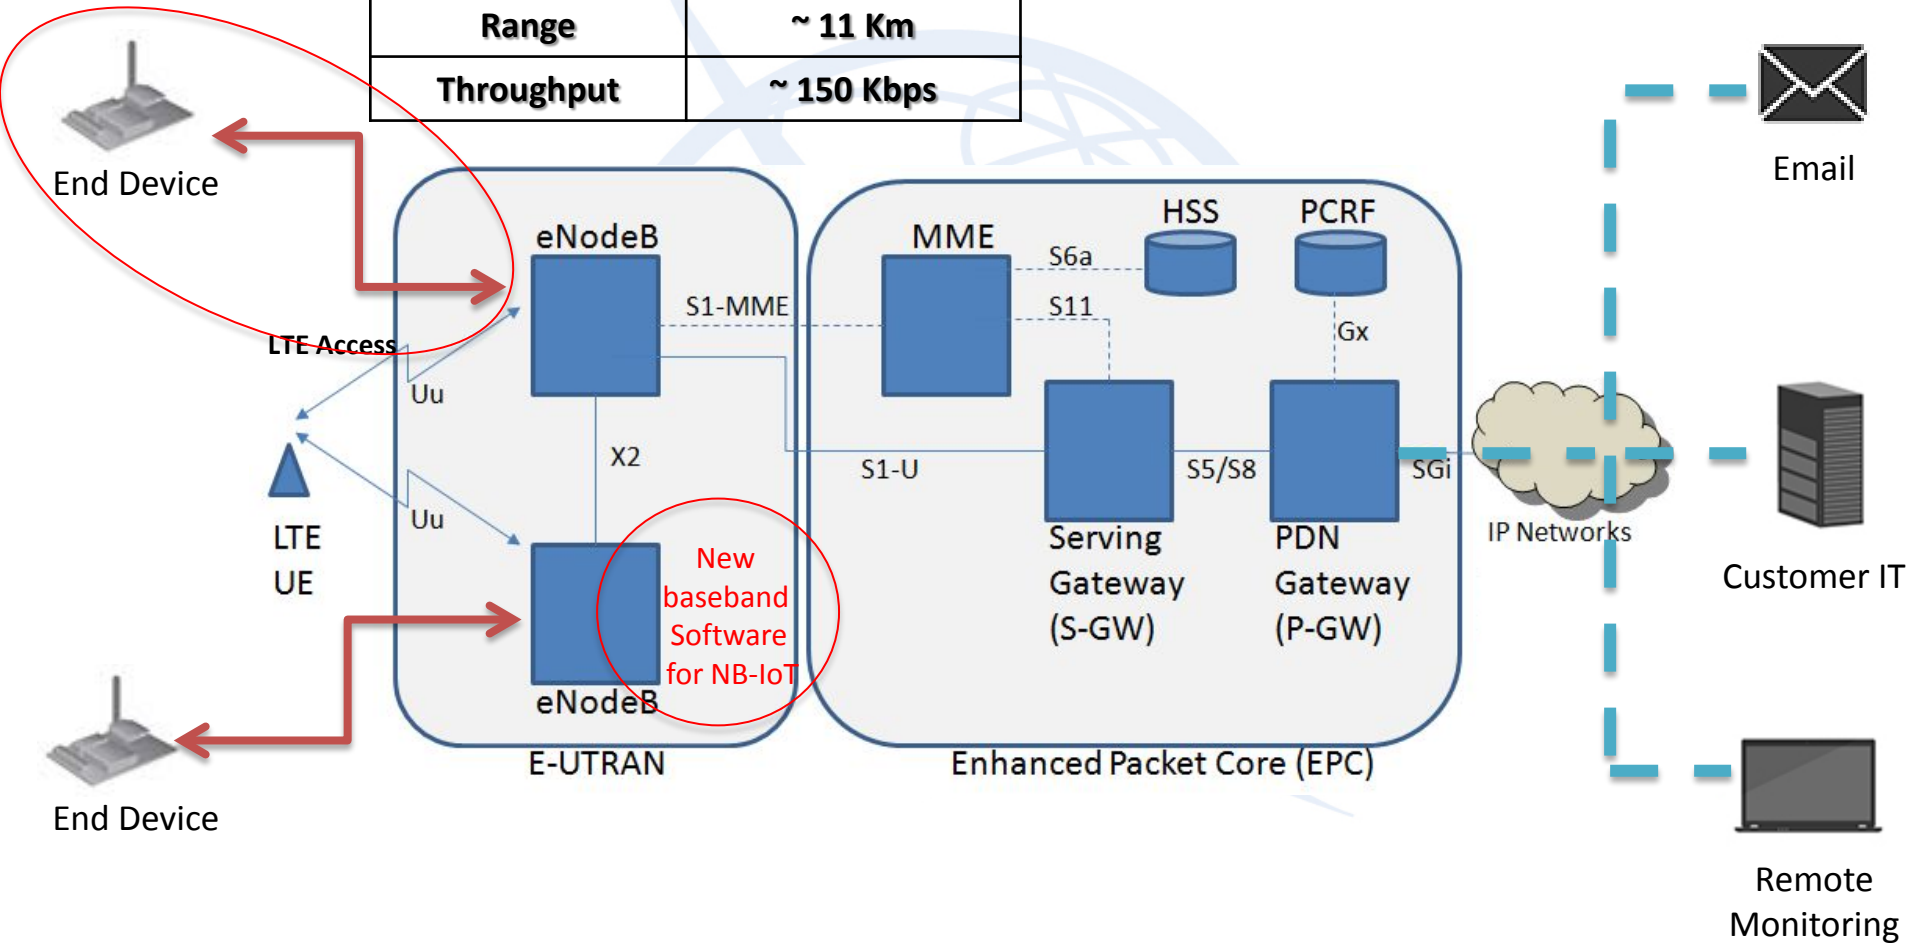 Range ~ 11 Km
Throughput ~ 150 Kbps
End Device
Email
eNodeB
MME
HSS
PCRF
S6a
S1-MME
S11
Gx
LTE Access
Uu
X2
S1-U
S5/S8
SGi
Uu
LTE
UE
IP Networks
New
baseband
Software
for NB-IoT
Serving
Gateway
(S-GW)
PDN
Gateway
(P-GW)
Customer IT
eNodeB
E-UTRAN
Enhanced Packet Core (EPC)
End Device
Remote
Monitoring